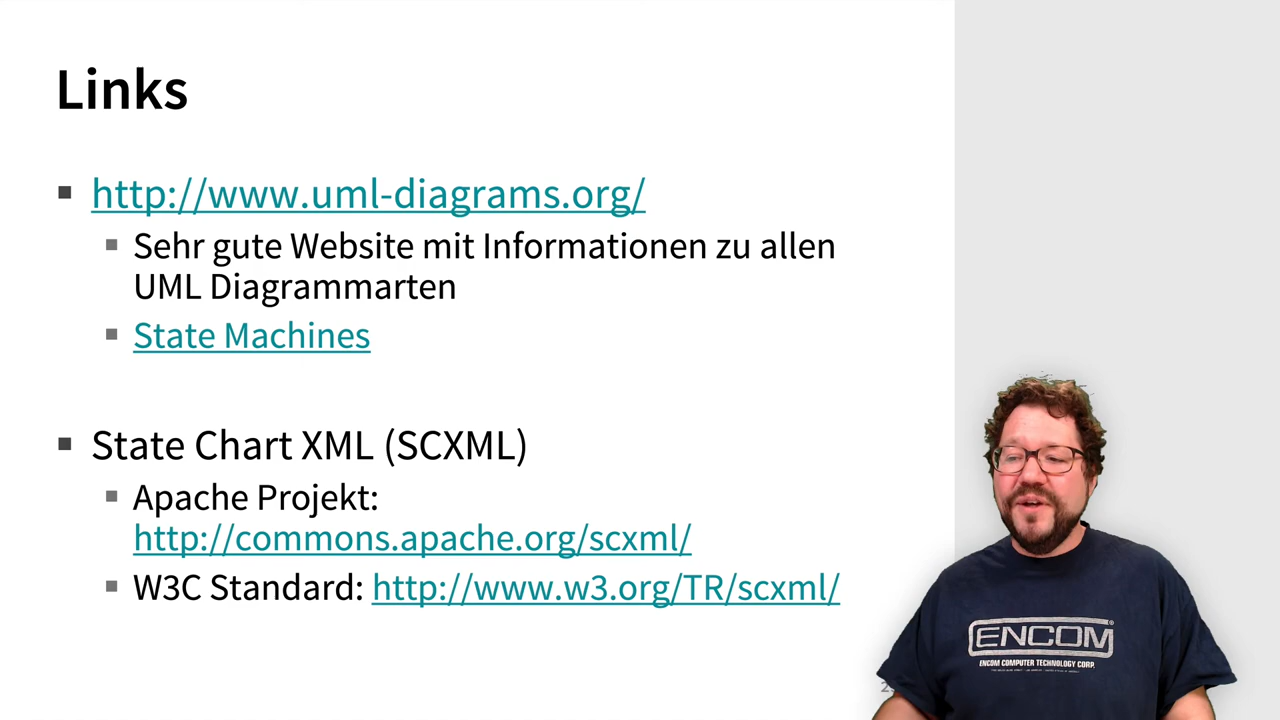 Links
http://www.uml-diagrams.org/
Sehr gute Website mit Informationen zu allen
UML Diagrammarten
State Machines
State Chart XML (SCXML)
Apache Projekt:
http://commons.apache.org/scxml/
W3C Standard: http://www.w3.org/TR/scxml/
ENCOM
ENCOM COMPUTER TECHNOLOGY CORP.